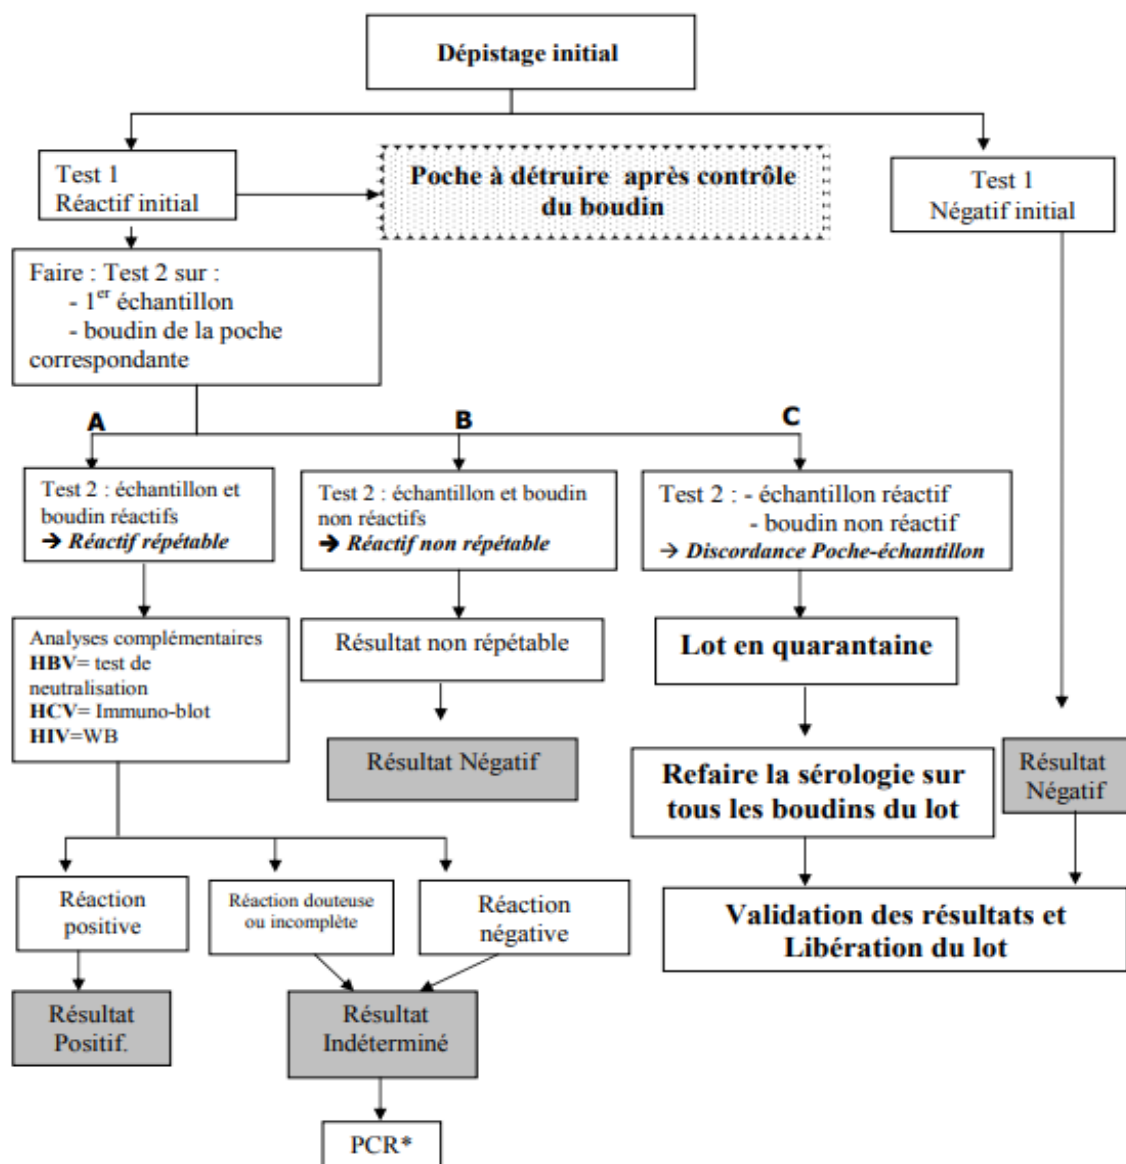 Dépistage initial
Test 1
Réactif initial
Poche à détruire après contrôle
du boudin
Test 1
Négatif initial
Faire : Test 2 sur :
- 1er échantillon
- boudin de la poche
correspondante
A
B
C
Test 2 : échantillon et
boudin réactifs
➔ Réactif répétable
Test 2 : échantillon et boudin
non réactifs
➔ Réactif non répétable
Test 2 : - échantillon réactif
- boudin non réactif
→ Discordance Poche-échantillon
Analyses complémentaires
HBV= test de
neutralisation
HCV= Immuno-blot
HIV=WB
Résultat non répétable
Lot en quarantaine
Résultat Négatif
Refaire la sérologie sur
tous les boudins du lot
Résultat
Négatif
Réaction
positive
Réaction douteuse
ou incomplète
Réaction
négative
Validation des résultats et
Libération du lot
Résultat
Positif.
Résultat
Indéterminé
PCR*